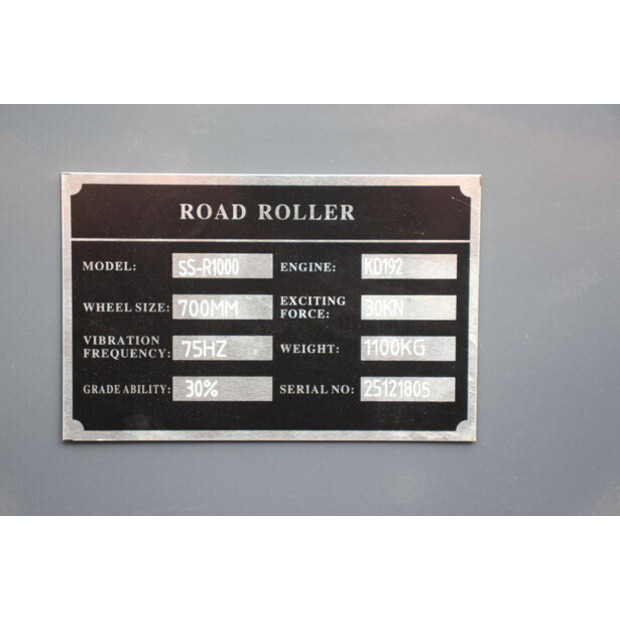 ROAD ROLLER
MODEL: SS-R1000 ENGINE: KD192
WHEEL SIZE: 700MM EXCITING FORCE: 30KN
VIBRATION FREQUENCY: 75HZ WEIGHT: 1100KG
GRADE ABILITY: 30% SERIAL NO: 25121805